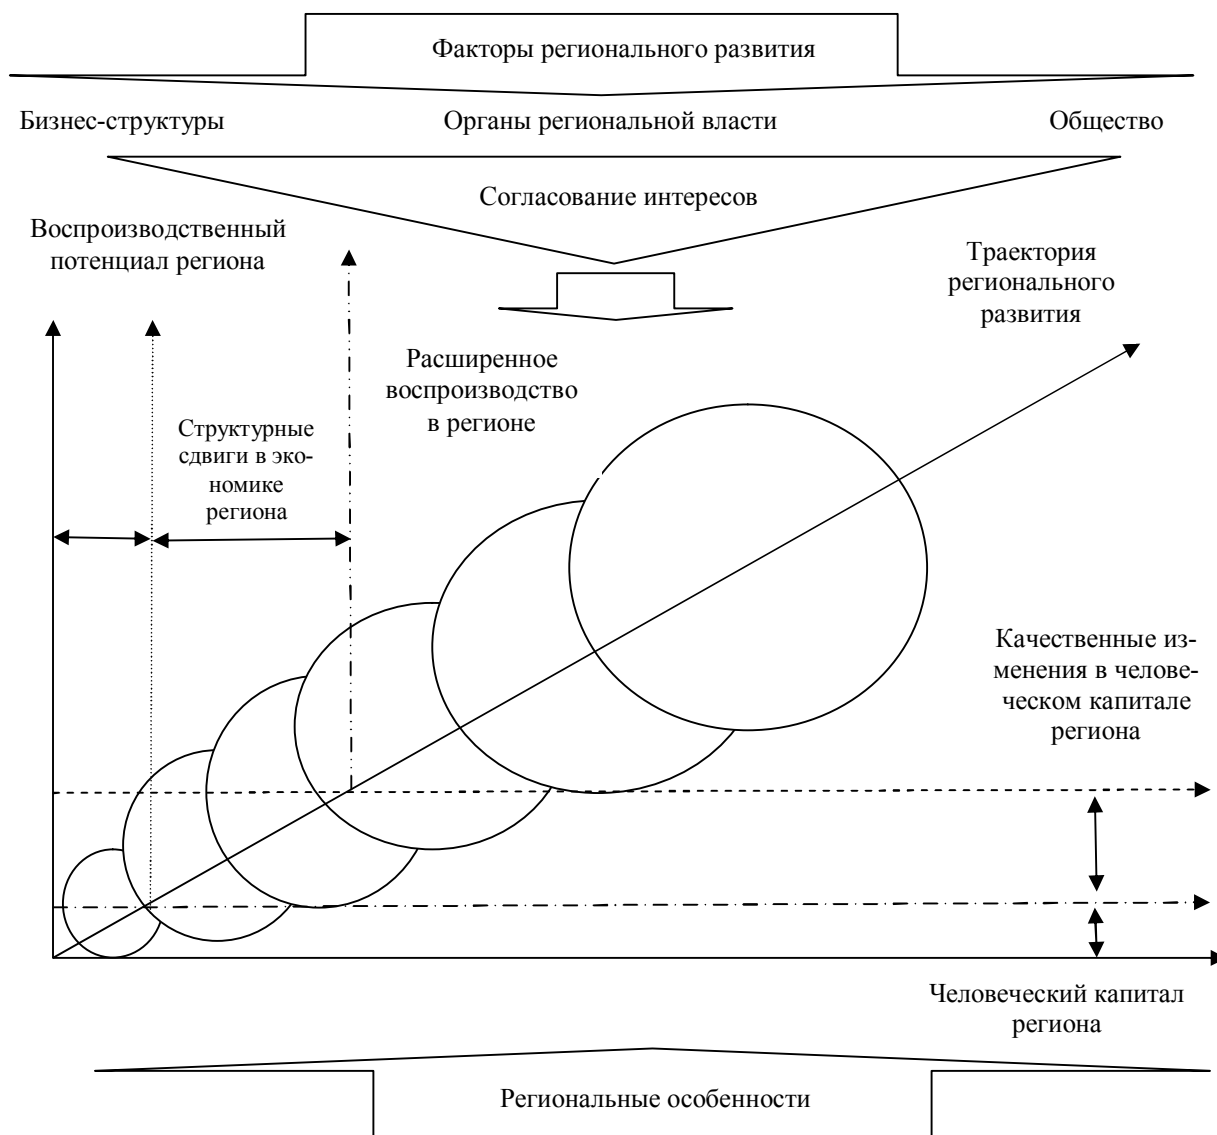 Факторы регионального развития
Бизнес-структуры
Органы региональной власти
Общество
Согласование интересов
Воспроизводственный
потенциал региона
Траектория
регионального
развития
Расширенное
воспроизводство
в регионе
Структурные
сдвиги в эко-
номике
региона
Качественные из-
менения в челове-
ческом капитале
региона
Человеческий капитал
региона
Региональные особенности